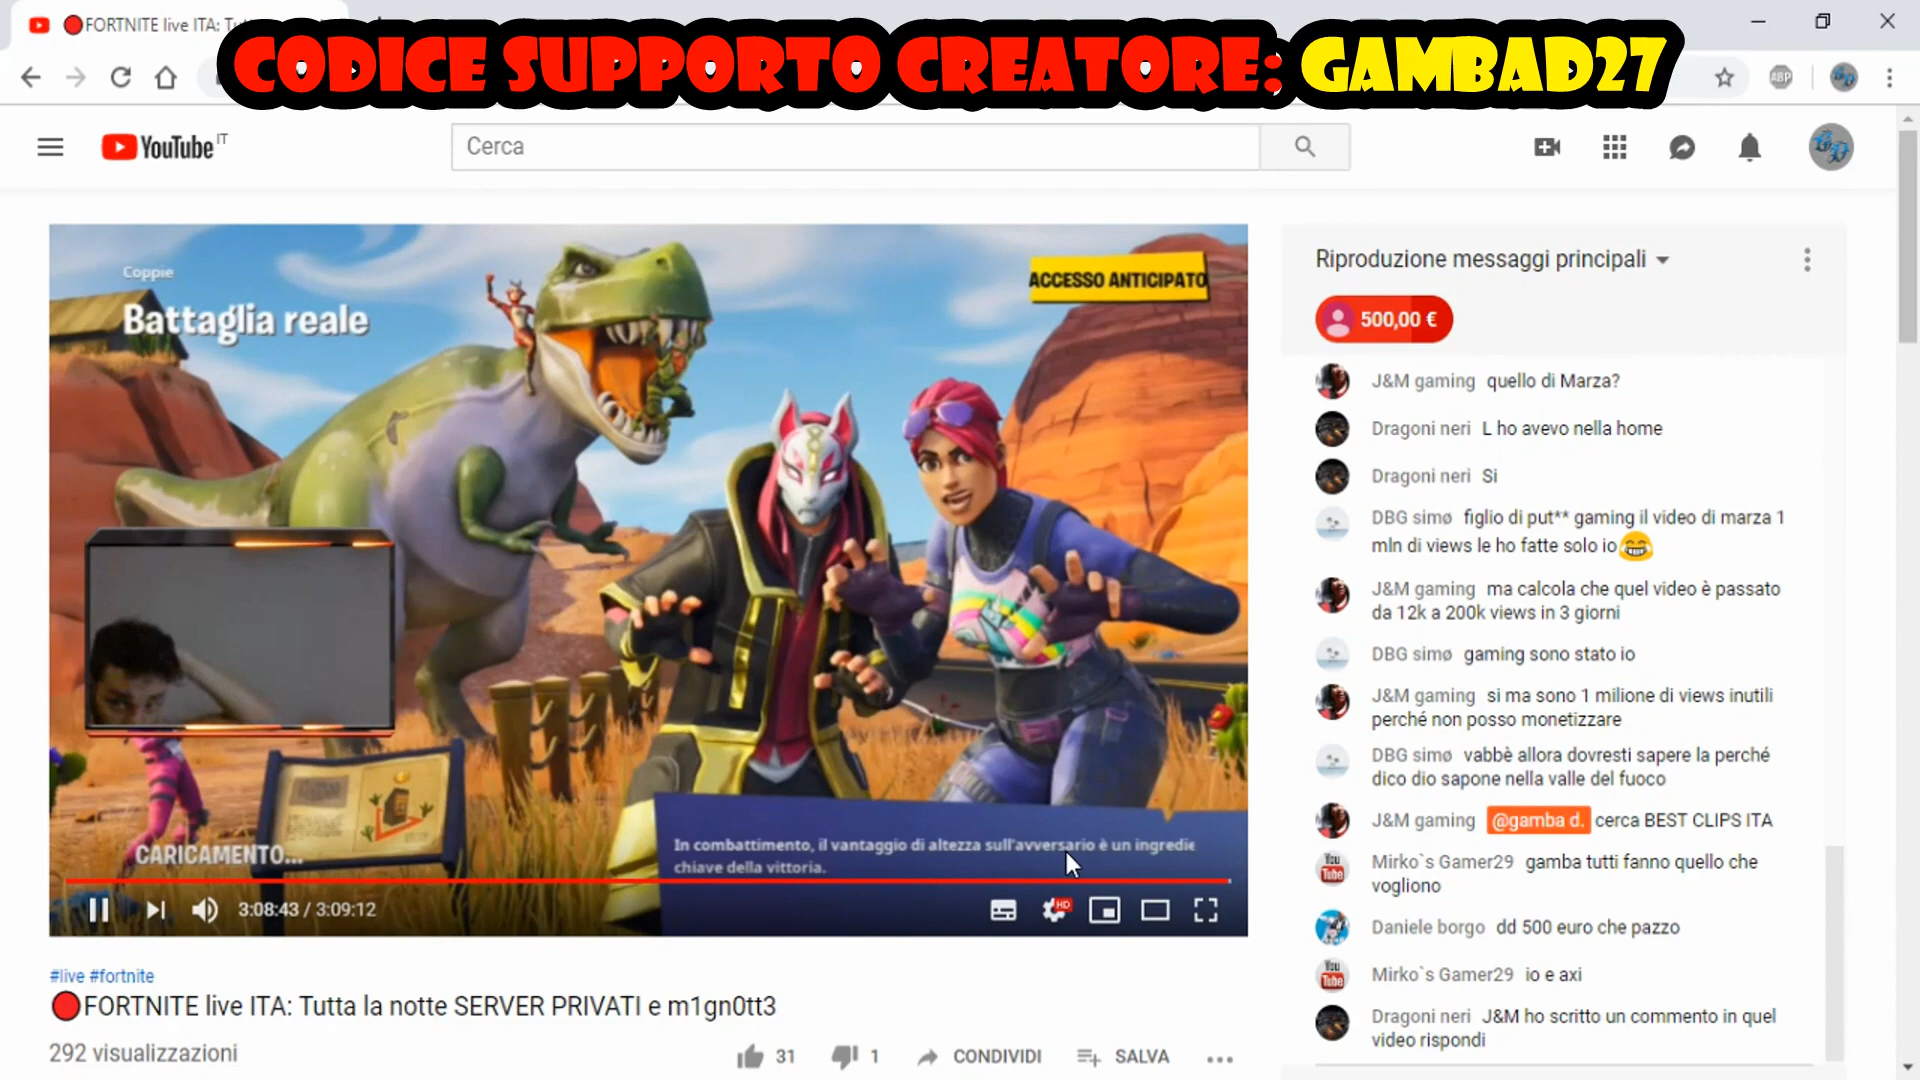 FORTNITE live ITA: Tu
CODICE SUPPORTO CREATORE: GAMBAD27
ABP
YouTube IT
Cerca
Coppie
Battaglia reale
ACCESSO ANTICIPATO
CARICAMENTO...
In combattimento, il vantaggio di altezza sull'avversario è un ingredie
chiave della vittoria.
3:08:43 / 3:09:12
HD
#live #fortnite
FORTNITE live ITA: Tutta la notte SERVER PRIVATI e m1gn0tt3
292 visualizzazioni
31
1
CONDIVIDI
SALVA
Riproduzione messaggi principali
500,00 €
J&M gaming quello di Marza?
Dragoni neri L ho avevo nella home
Dragoni neri Si
DBG simø figlio di put** gaming il video di marza 1
mln di views le ho fatte solo io😂
J&M gaming ma calcola che quel video è passato
da 12k a 200k views in 3 giorni
DBG simø gaming sono stato io
J&M gaming si ma sono 1 milione di views inutili
perché non posso monetizzare
DBG simø vabbè allora dovresti sapere la perché
dico dio sapone nella valle del fuoco
J&M gaming @gamba d. cerca BEST CLIPS ITA
You
Tube
Mirko`s Gamer29 gamba tutti fanno quello che
vogliono
Daniele borgo dd 500 euro che pazzo
You
Tube
Mirko`s Gamer29 io e axi
Dragoni neri J&M ho scritto un commento in quel
video rispondi